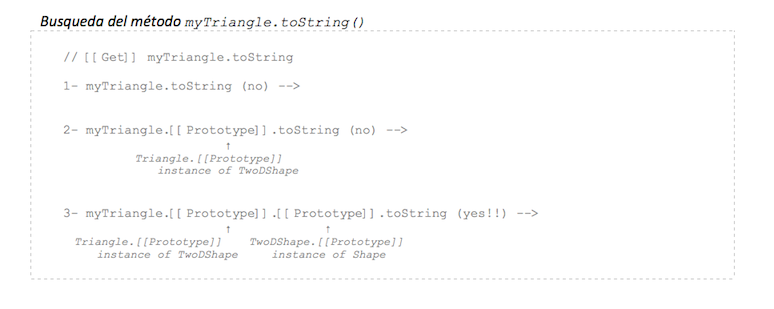 Busqueda del método myTriangle.toString()
// [[Get]] myTriangle.toString
1- myTriangle.toString (no) -->
2- myTriangle.[[Prototype]].toString (no) -->
↑
Triangle.[[Prototype]]
instance of TwoDShape
3- myTriangle.[[Prototype]].[[Prototype]].toString (yes!!) -->
↑ ↑
Triangle.[[Prototype]] TwoDShape.[[Prototype]]
instance of TwoDShape instance of Shape